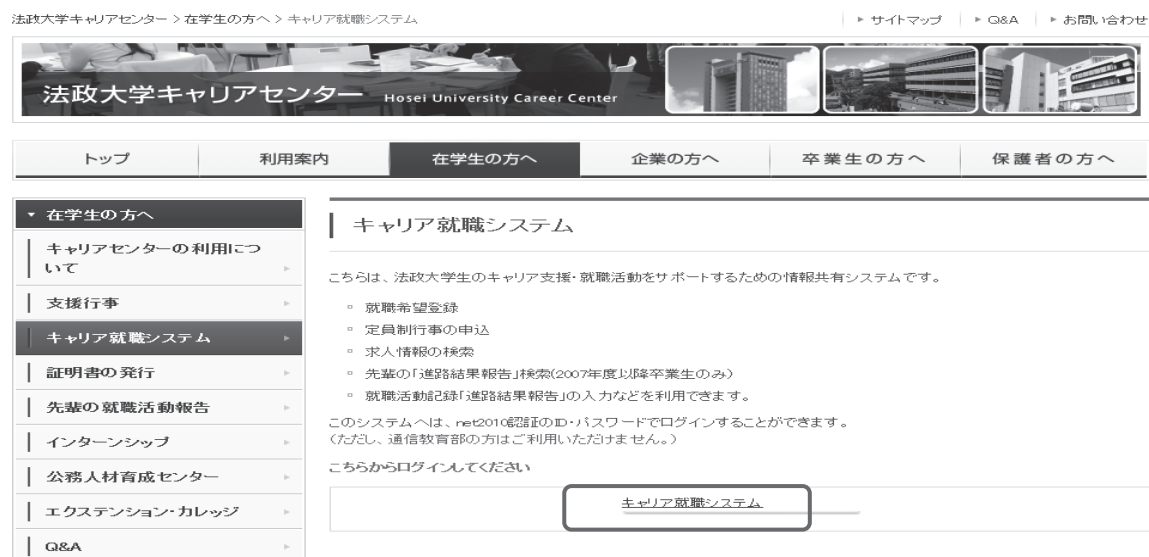 法政大学キャリアセンター > 在学生の方へ > キャリア就職システム
サイトマップ
Q&A
お問い合わせ
法政大学キャリアセンター Hosei University Career Center
トップ
利用案内
在学生の方へ
企業の方へ
卒業生の方へ
保護者の方へ
在学生の方へ
キャリアセンターの利用につ
いて
支援行事
キャリア就職システム
証明書の発行
先輩の就職活動報告
インターンシップ
公務人材育成センター
エクステンション・カレッジ
Q&A
キャリア就職システム
こちらは、法政大学生のキャリア支援・就職活動をサポートするための情報共有システムです。
就職希望登録
定員制行事の申込
求人情報の検索
先輩の「進路結果報告」検索(2007年度以降卒業生のみ)
就職活動記録「進路結果報告」の入力などを利用できます。
このシステムへは、net2010認証のID・パスワードでログインすることができます。
(ただし、通信教育部の方はご利用いただけません。)
こちらからログインしてください
キャリア就職システム